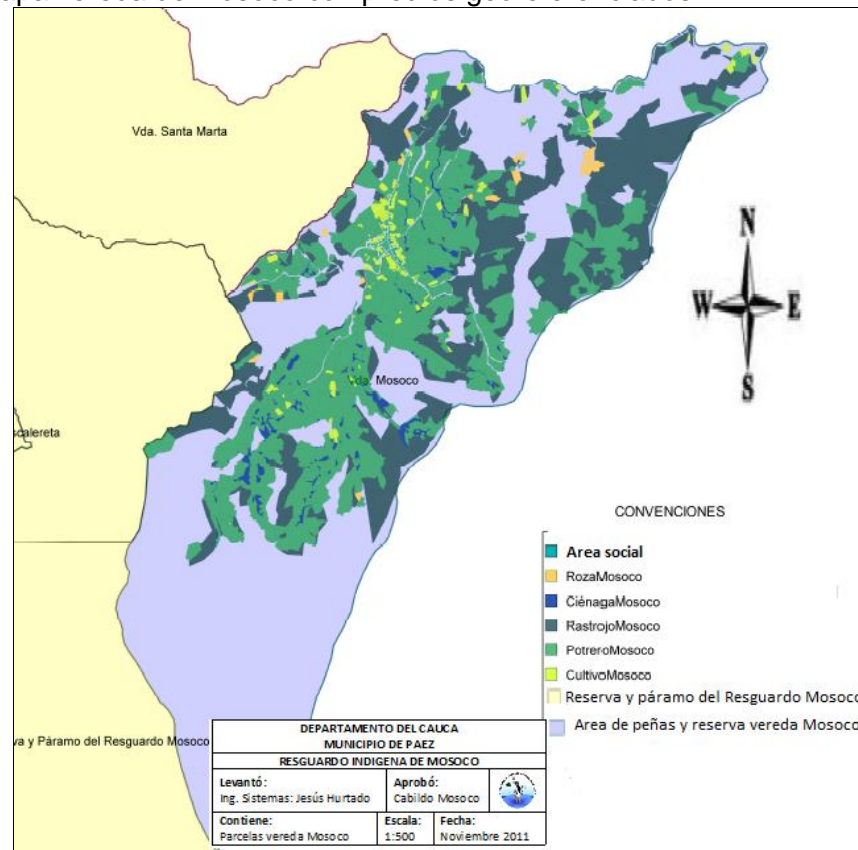 Vda. Santa Marta
N
W E
S
Vda. Mosoco
scalereta
CONVENCIONES
Area social
RozaMosoco
CiénagaMosoco
RastrojoMosoco
PotreroMosoco
CultivoMosoco
Reserva y páramo del Resguardo Mosoco
Area de peñas y reserva vereda Mosoco
va y Páramo del Resguardo Mosoco
DEPARTAMENTO DEL CAUCA
MUNICIPIO DE PAEZ
RESGUARDO INDIGENA DE MOSOCO
Levantó: Aprobó:
Ing. Sistemas: Jesús Hurtado Cabildo Mosoco
Contiene: Escala: Fecha:
Parcelas vereda Mosoco 1:500 Noviembre 2011